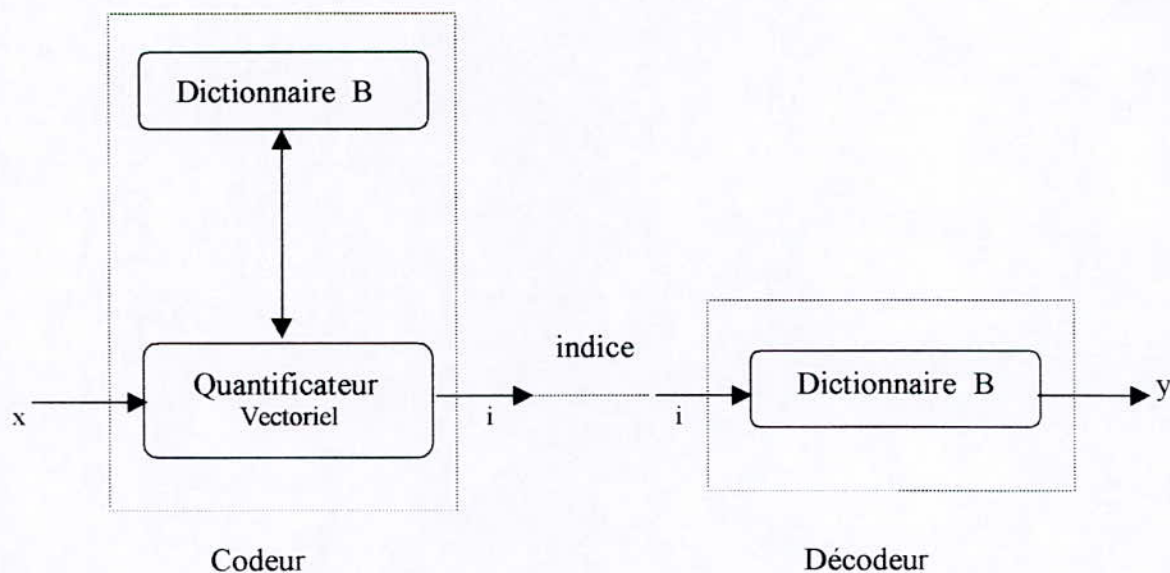 Dictionnaire B
Quantificateur
Vectoriel
x
i
indice
i
Dictionnaire B
y
Codeur
Décodeur